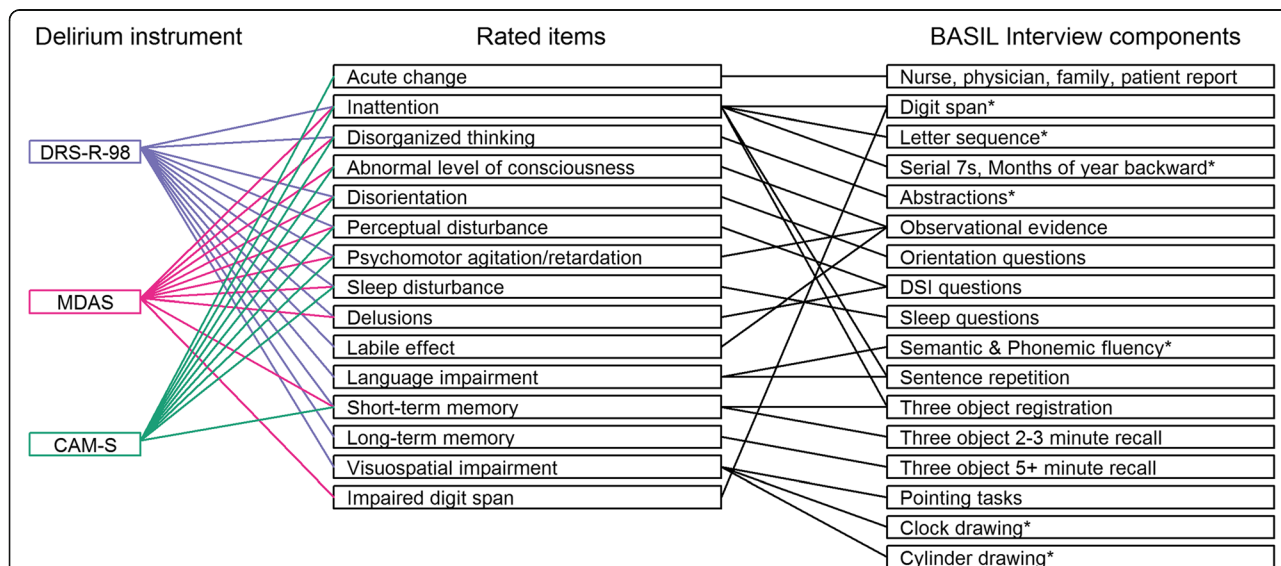 Delirium instrument
Rated items
BASIL Interview components
DRS-R-98
MDAS
CAM-S
Acute change
Inattention
Disorganized thinking
Abnormal level of consciousness
Disorientation
Perceptual disturbance
Psychomotor agitation/retardation
Sleep disturbance
Delusions
Labile effect
Language impairment
Short-term memory
Long-term memory
Visuospatial impairment
Impaired digit span
Nurse, physician, family, patient report
Digit span*
Letter sequence*
Serial 7s, Months of year backward*
Abstractions*
Observational evidence
Orientation questions
DSI questions
Sleep questions
Semantic & Phonemic fluency*
Sentence repetition
Three object registration
Three object 2-3 minute recall
Three object 5+ minute recall
Pointing tasks
Clock drawing*
Cylinder drawing*